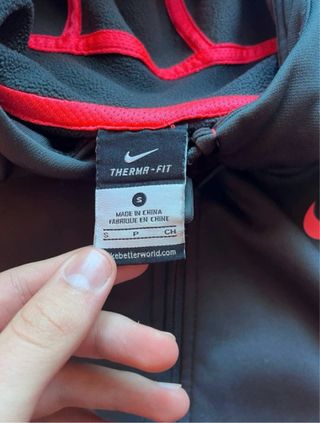 THERMA-FIT
S
MADE IN CHINA
FABRIQUÉ EN CHINE
S P CH
kebetterworld.com